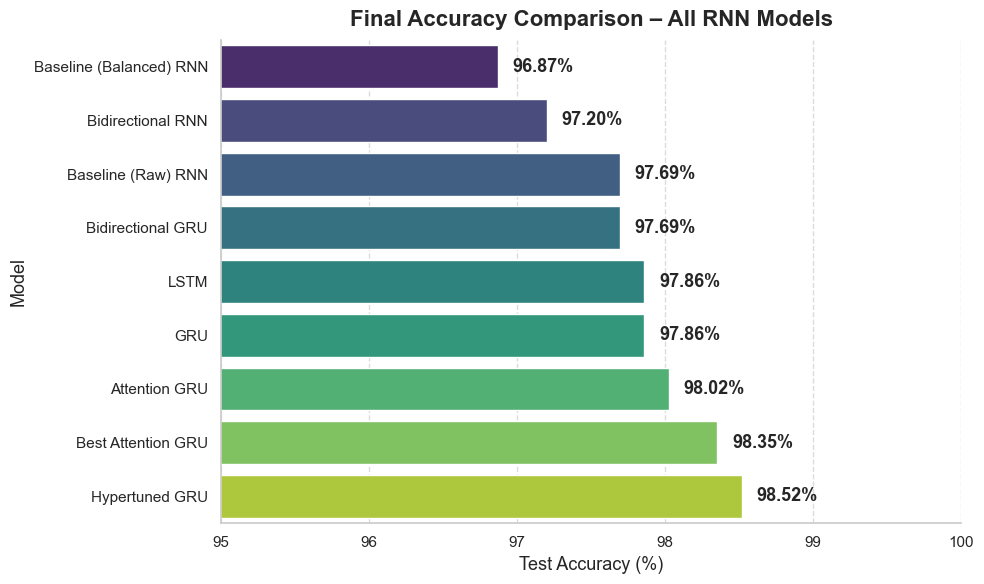 Final Accuracy Comparison – All RNN Models
Baseline (Balanced) RNN 96.87%
Bidirectional RNN 97.20%
Baseline (Raw) RNN 97.69%
Bidirectional GRU 97.69%
LSTM 97.86%
GRU 97.86%
Attention GRU 98.02%
Best Attention GRU 98.35%
Hypertuned GRU 98.52%
Model
95 96 97 98 99 100
Test Accuracy (%)